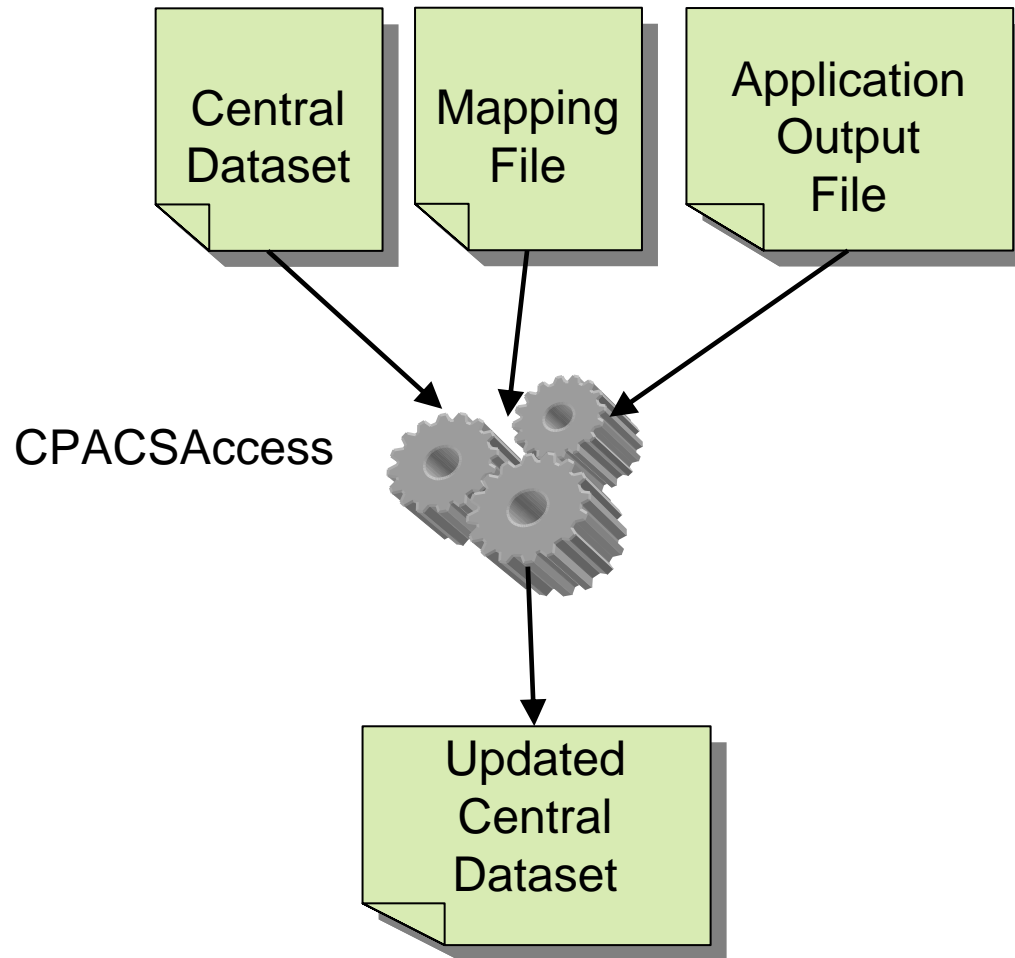 Central
Dataset
Mapping
File
Application
Output
File
CPACSAccess
Updated
Central
Dataset